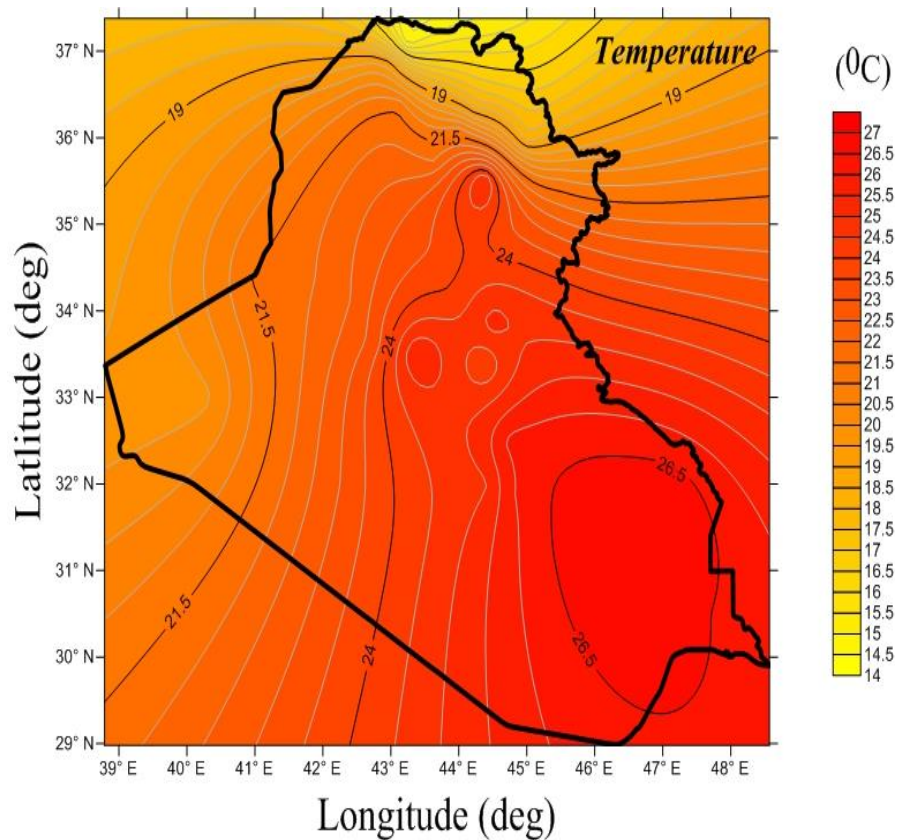 Temperature
(⁰C)
37° N
36° N
35° N
34° N
33° N
32° N
31° N
30° N
29° N
Latlitude (deg)
39° E 40° E 41° E 42° E 43° E 44° E 45° E 46° E 47° E 48° E
Longitude (deg)
19
19
19
21.5
24
21.5
24
26.5
21.5
24
26.5
27
26.5
26
25.5
25
24.5
24
23.5
23
22.5
22
21.5
21
20.5
20
19.5
19
18.5
18
17.5
17
16.5
16
15.5
15
14.5
14